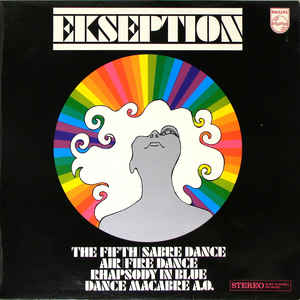 EKSEPTION
PHILIPS
THE FIFTH SABRE DANCE
AIR FIRE DANCE
RHAPSODY IN BLUE
DANCE MACABRE A.O.
STEREO